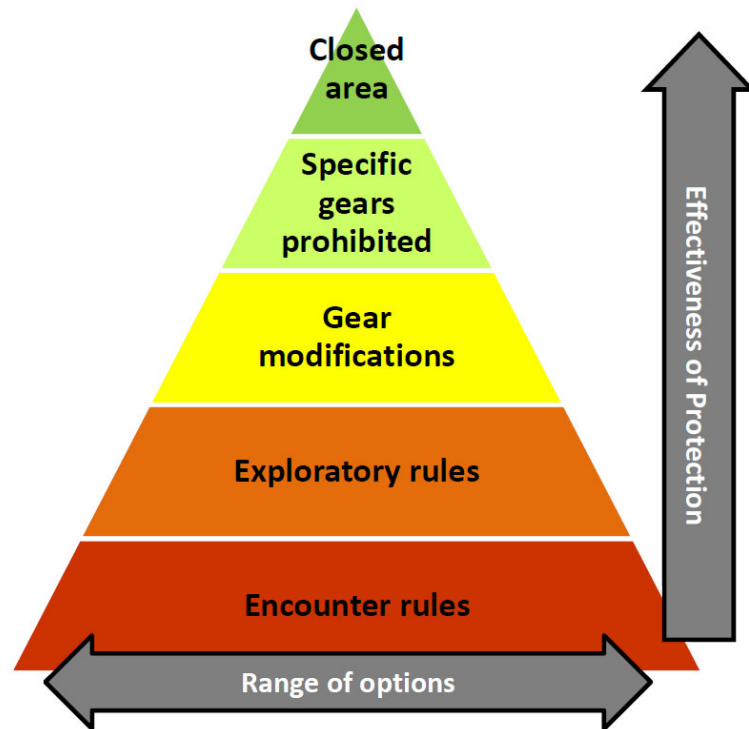 Closed
area
Specific
gears
prohibited
Gear
modifications
Exploratory rules
Encounter rules
Range of options
Effectiveness of Protection